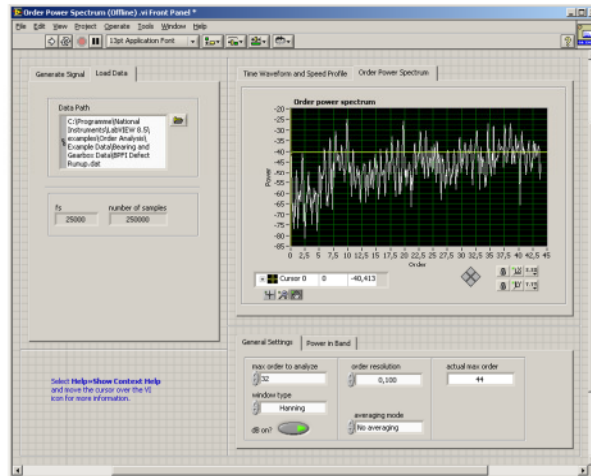 Order Power Spectrum (Offline) .vi Front Panel *
File Edit View Project Operate Tools Window Help
13pt Application Font
Generate Signal
Load Data
Data Path
C:\Programme\National
Instruments\LabVIEW 8.5\
examples\Order Analysis\
Example Data\Bearing and
Gearbox Data\BPFI Defect
Runup.dat
fs
number of samples
25000
250000
Select Help»Show Context Help
and move the cursor over the VI
icon for more information.
Time Waveform and Speed Profile
Order Power Spectrum
Order power spectrum
Power
-20
-25
-30
-35
-40
-45
-50
-55
-60
-65
-70
-75
-80
-85
0 2,5 5 7,5 10 12,5 15 17,5 20 22,5 25 27,5 30 32,5 35 37,5 40 42,5 45
Order
Cursor 0 0 -40,413
General Settings
Power in Band
max order to analyze
32
window type
Hanning
dB on?
order resolution
0,100
averaging mode
No averaging
actual max order
44